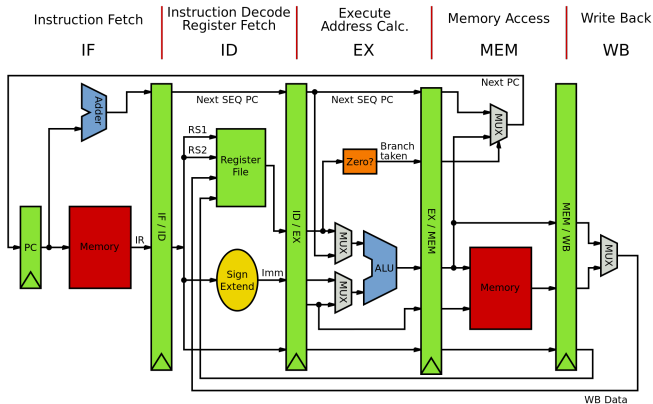 Instruction Fetch
Instruction Decode
Register Fetch
Execute
Address Calc.
Memory Access
Write Back
IF
ID
EX
MEM
WB
Next PC
Next SEQ PC
Next SEQ PC
Adder
MUX
RS1
RS2
Register
File
Zero?
Branch
taken
PC
Memory
IR
IF / ID
ID / EX
EX / MEM
MEM / WB
MUX
MUX
ALU
Sign
Extend
Imm
Memory
MUX
WB Data